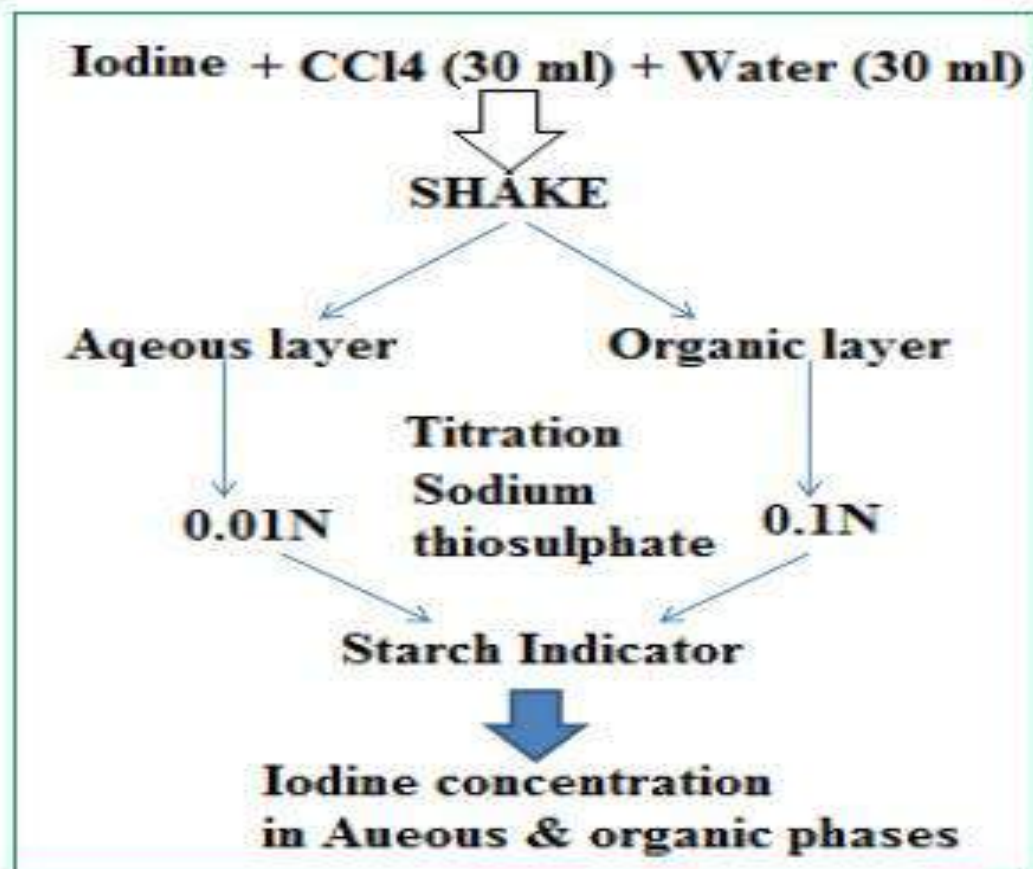 Iodine + CCl4 (30 ml) + Water (30 ml)
SHAKE
Aqeous layer
Organic layer
Titration
Sodium
thiosulphate
0.01N
0.1N
Starch Indicator
Iodine concentration
in Aueous & organic phases